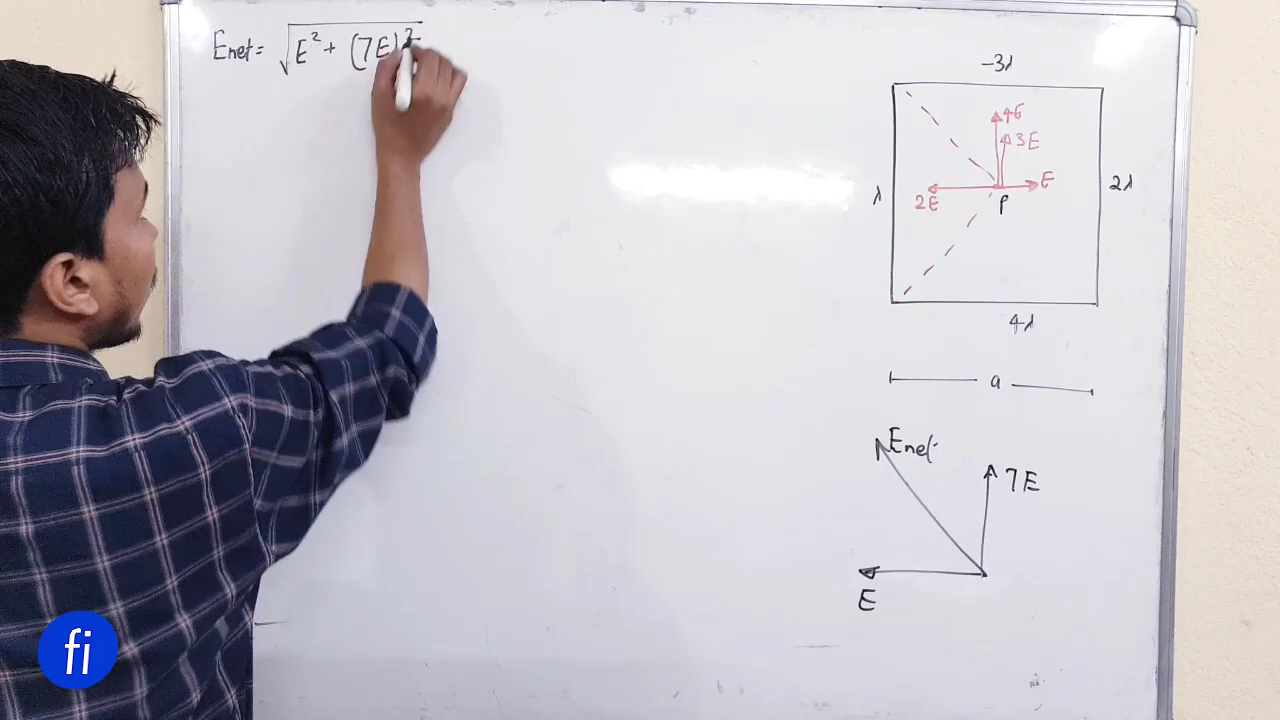 Enet = √E² + (7E)²
-3λ
4E
3E
E
2E
P
λ
2λ
4λ
a
Enet
7E
E
fi